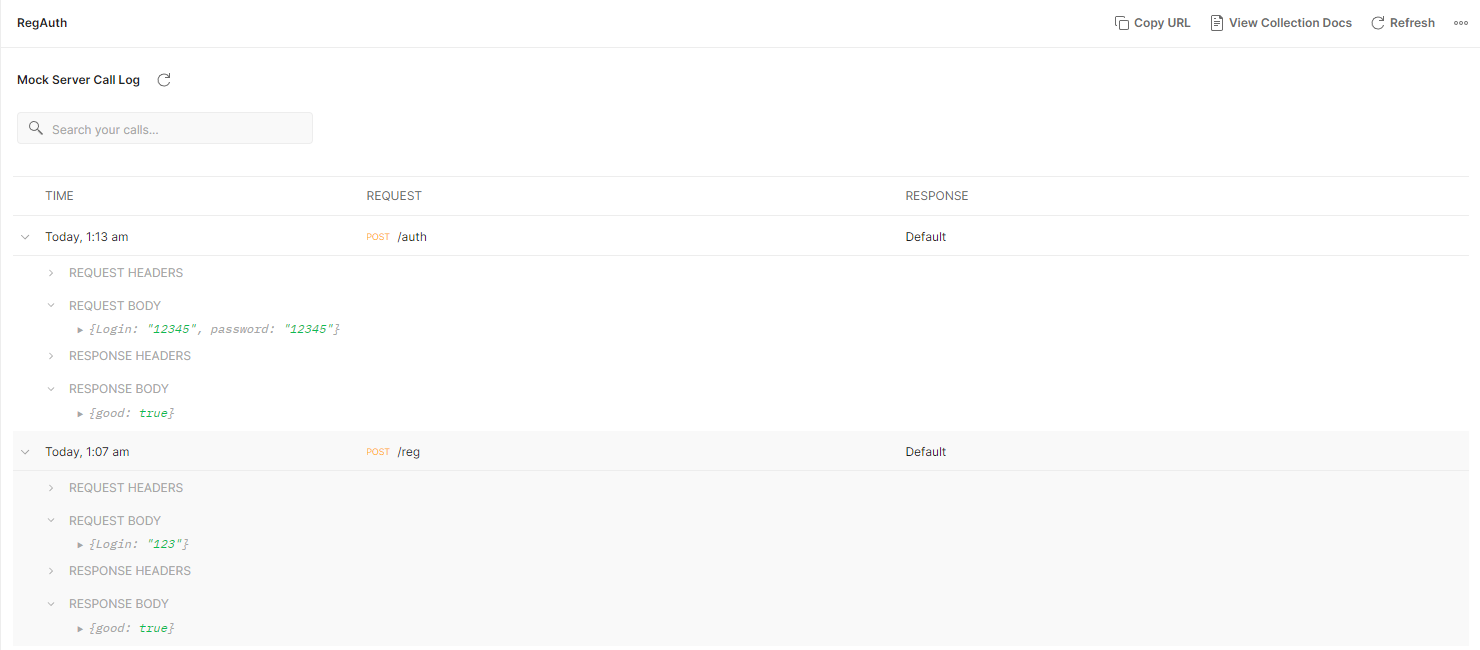 RegAuth Copy URL View Collection Docs Refresh
Mock Server Call Log
Search your calls...
TIME REQUEST RESPONSE
Today, 1:13 am POST /auth Default
REQUEST HEADERS
REQUEST BODY
{Login: "12345", password: "12345"}
RESPONSE HEADERS
RESPONSE BODY
{good: true}
Today, 1:07 am POST /reg Default
REQUEST HEADERS
REQUEST BODY
{Login: "123"}
RESPONSE HEADERS
RESPONSE BODY
{good: true}